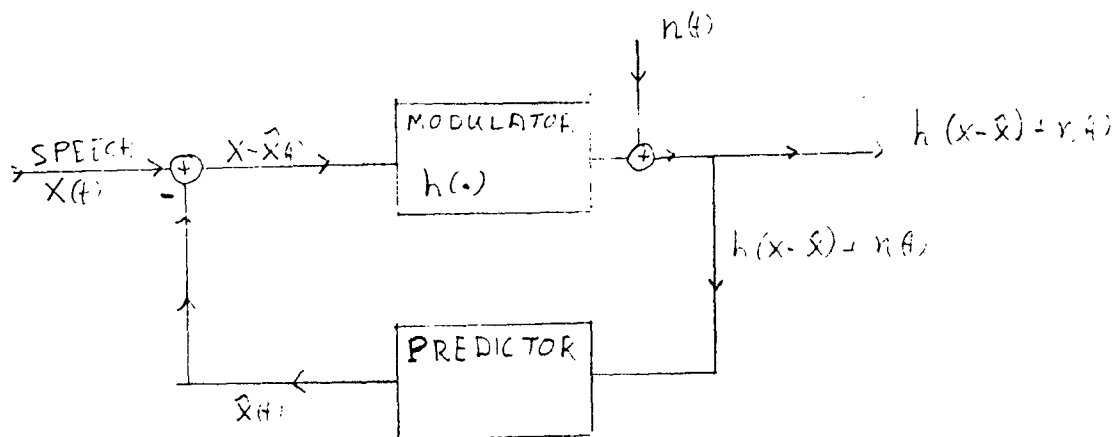 n(t)
SPEECH
X(t)
+
-
X-X̂(t)
MODULATOR
h(.)
+
h(x-x̂)+n(t)
h(x-x̂)+n(t)
PREDICTOR
X̂(t)